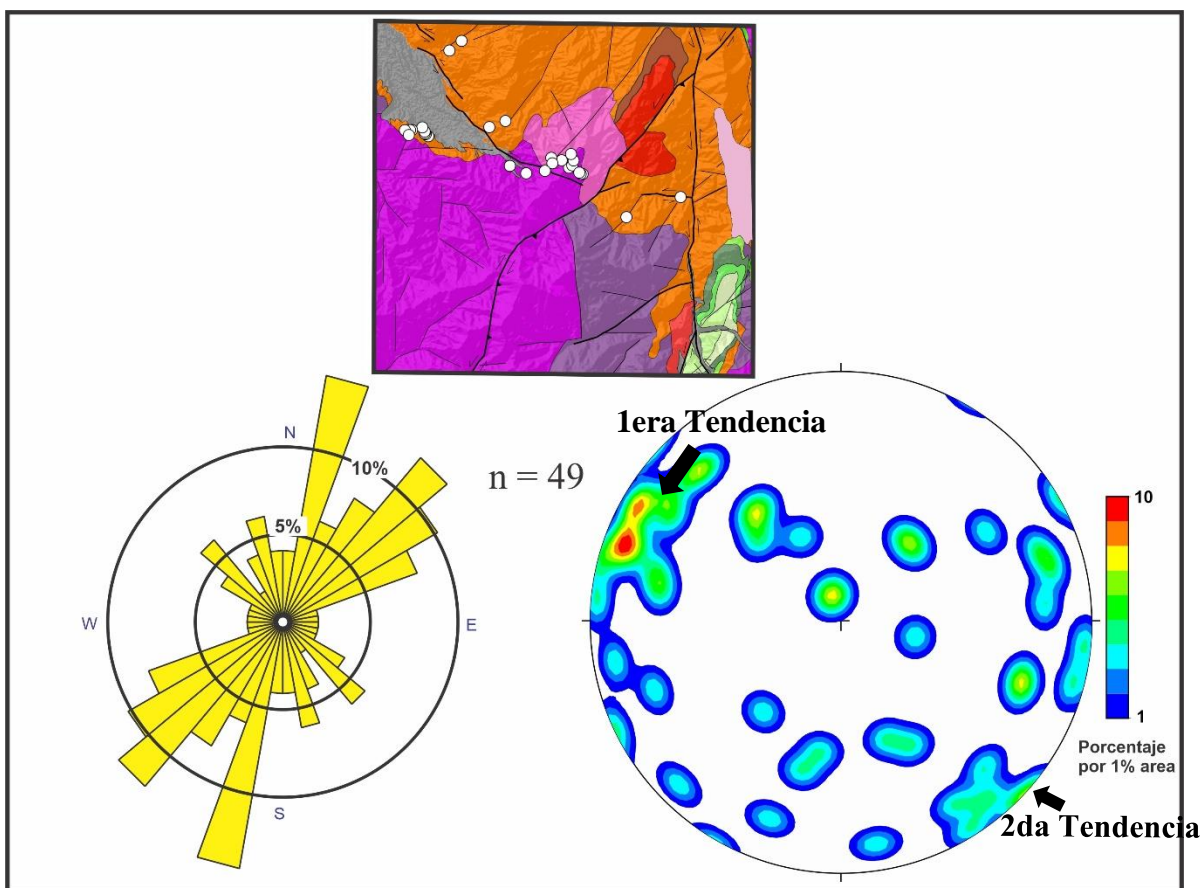 1era Tendencia
N
10%
n = 49
5%
W
E
S
10
1
Porcentaje
por 1% area
2da Tendencia